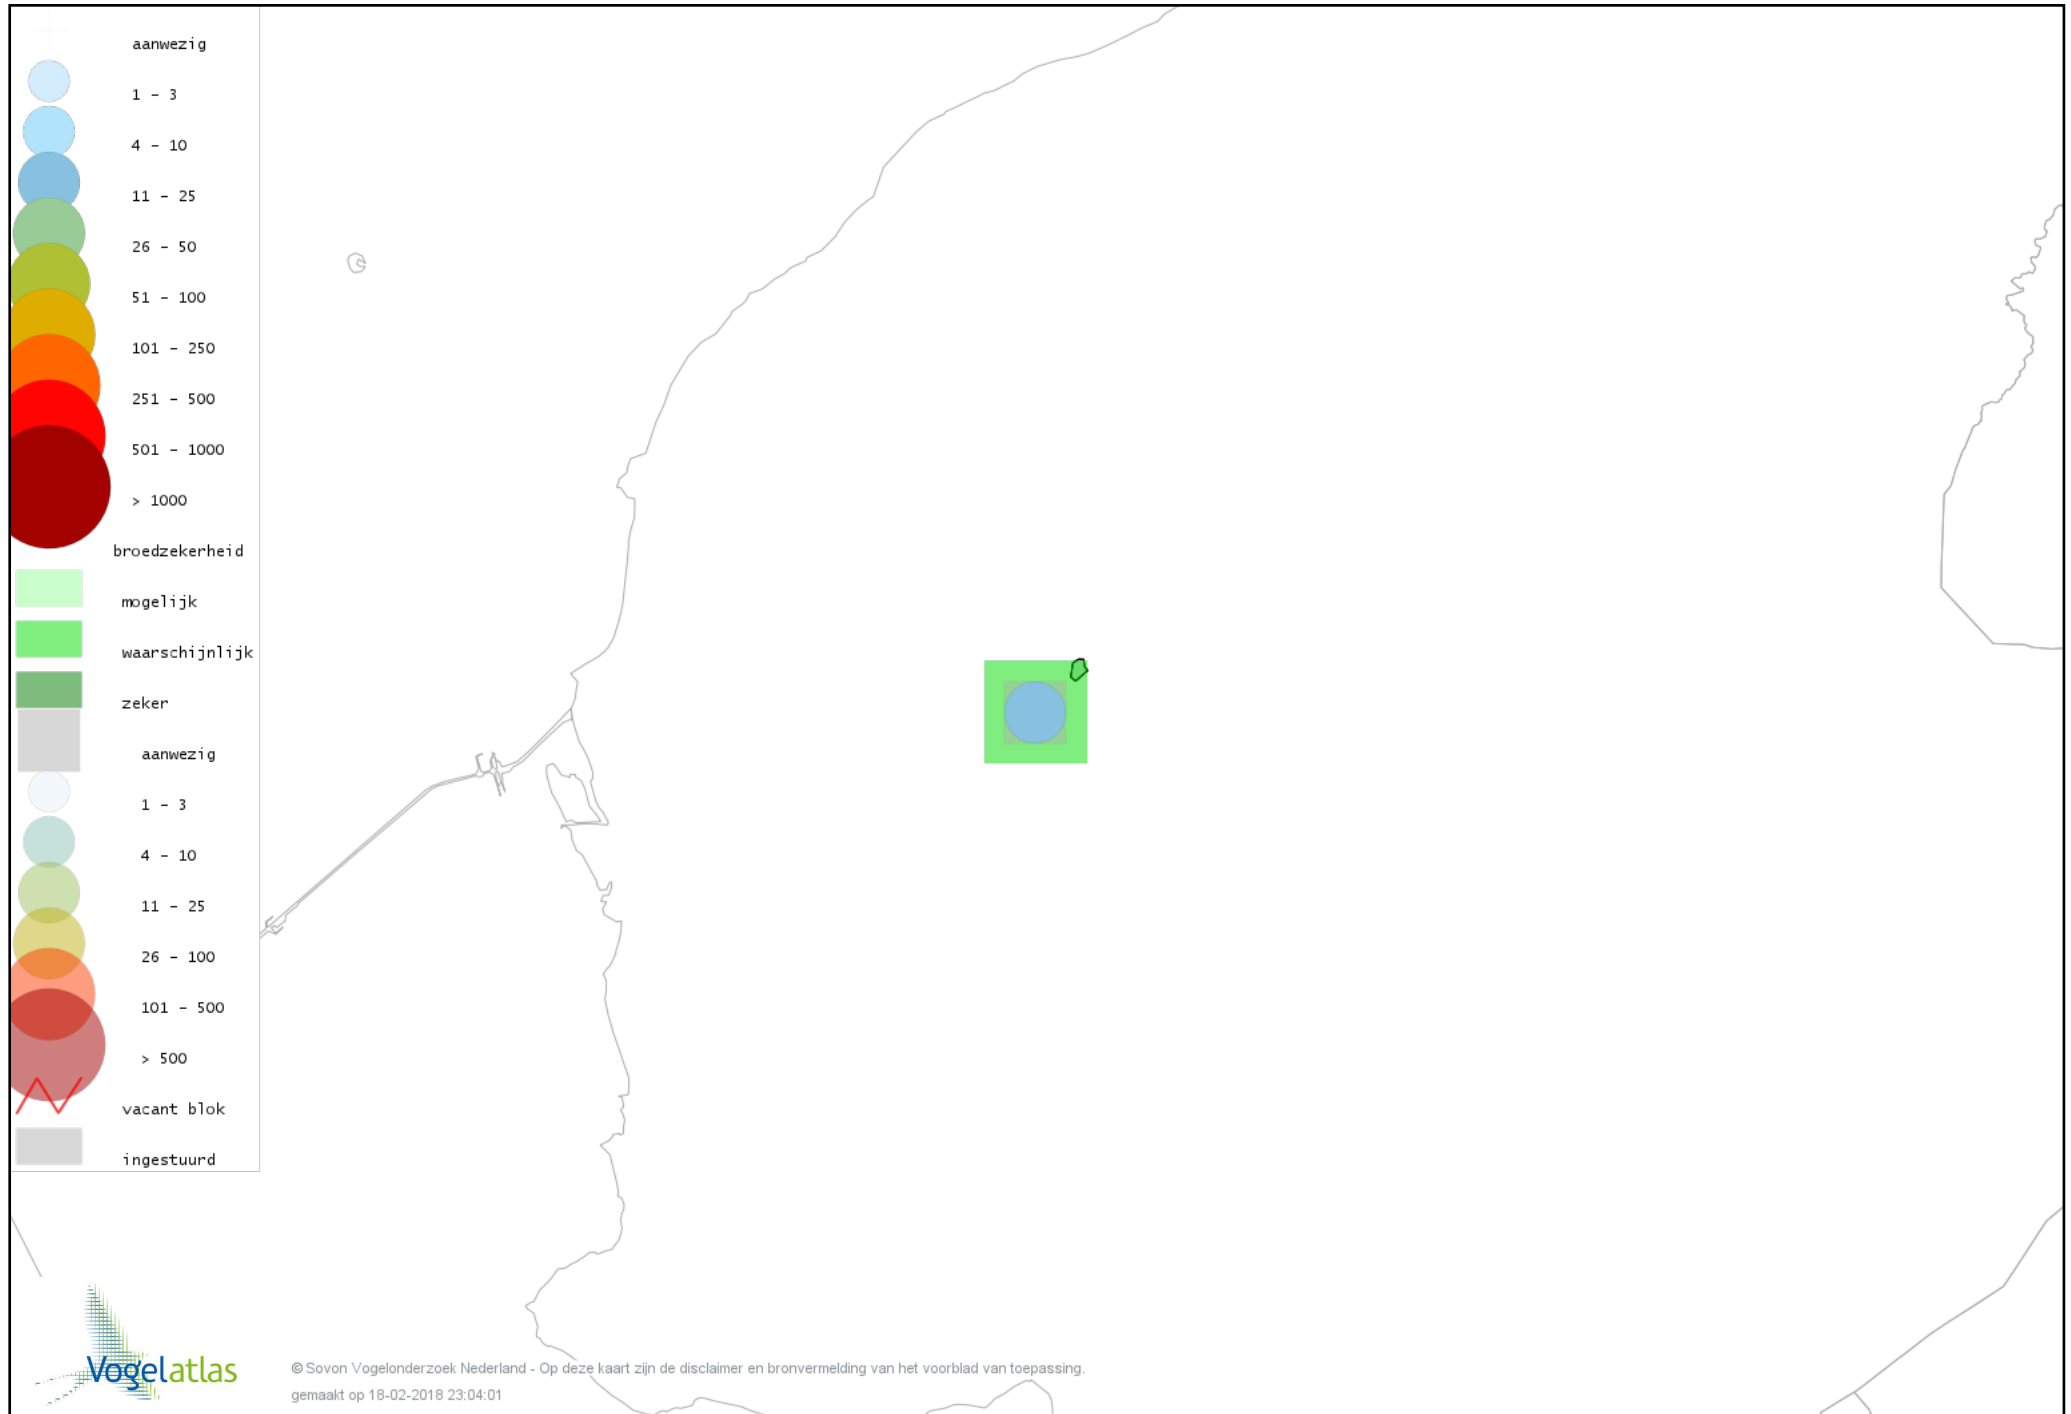 aanwezig
1 - 3
4 - 10
11 - 25
26 - 50
51 - 100
101 - 250
251 - 500
501 - 1000
> 1000
broedzekerheid
mogelijk
waarschijnlijk
zeker
aanwezig
1 - 3
4 - 10
11 - 25
26 - 100
101 - 500
> 500
vacant blok
ingestuurd
Vogelatlas
© Sovon Vogelonderzoek Nederland - Op deze kaart zijn de disclaimer en bronvermelding van het voorblad van toepassing.
gemaakt op 18-02-2018 23:04:01